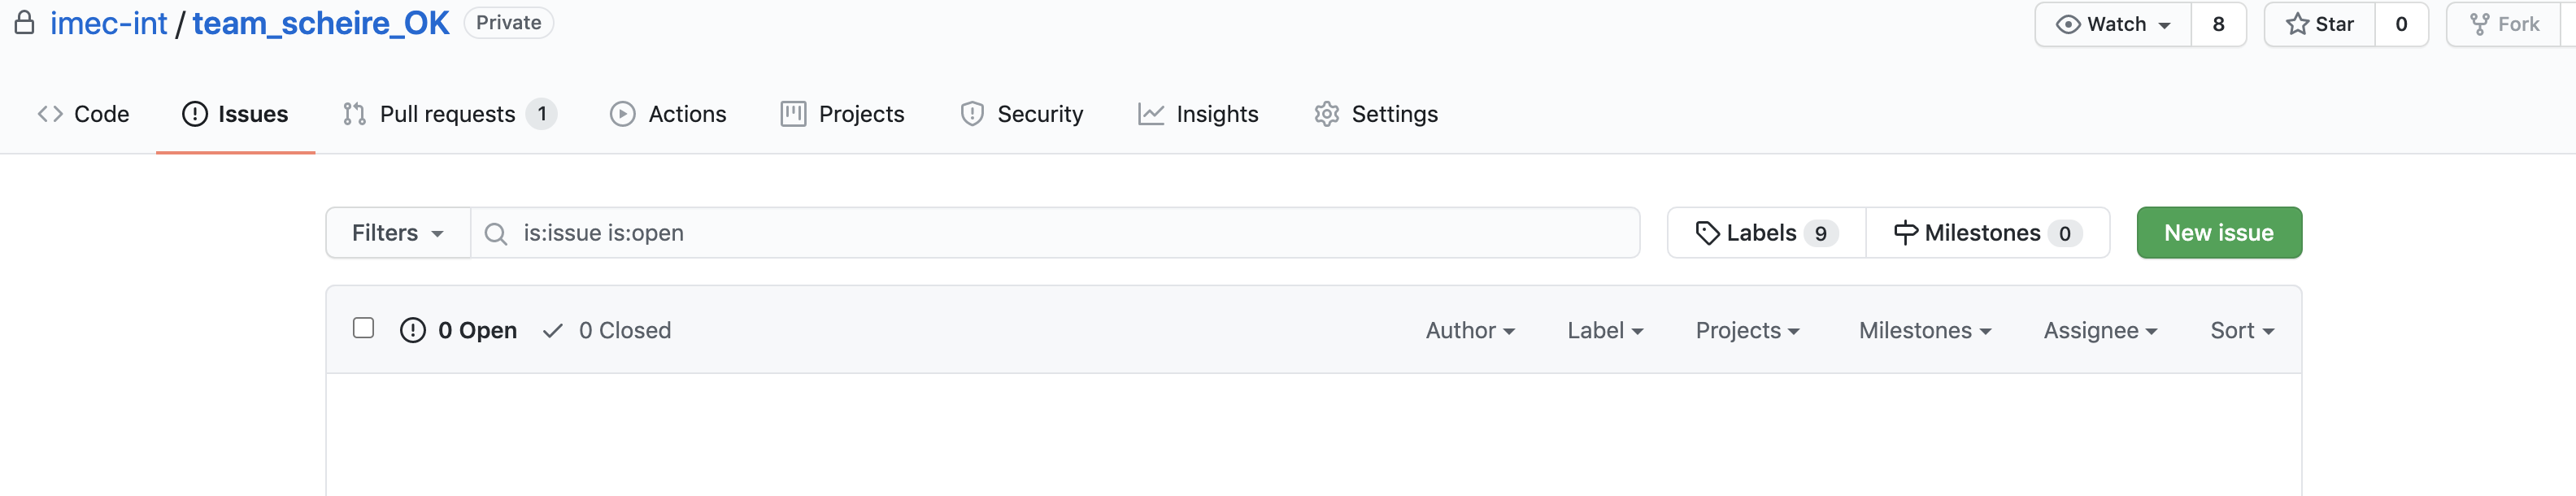 imec-int / team_scheire_OK Private Watch 8 Star 0 Fork
Code Issues Pull requests 1 Actions Projects Security Insights Settings
Filters is:issue is:open Labels 9 Milestones 0 New issue
0 Open 0 Closed Author Label Projects Milestones Assignee Sort